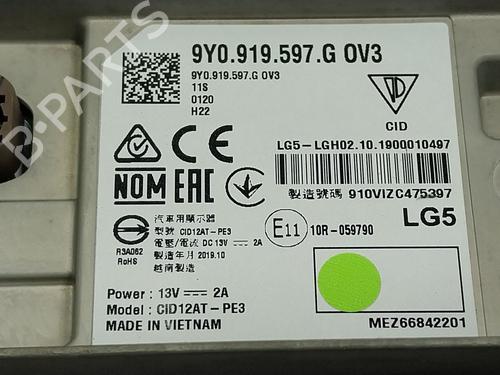 9Y0.919.597.G 0V3
9Y0.919.597.G 0V3
11S
0120
H22
CID
LG5-LGH02.10.1900010497
製造號碼 910VIZC475397
NOM EAC
LG5
汽車用顯示器
型號: CID12AT-PE3
電壓/電流 DC 13V ⎓ 2A
製造年月: 2019.10
越南製造
R3A062
RoHS
E11 10R-059790
Power: 13V ⎓ 2A
Model: CID12AT-PE3
MADE IN VIETNAM
MEZ66842201
B-Parts